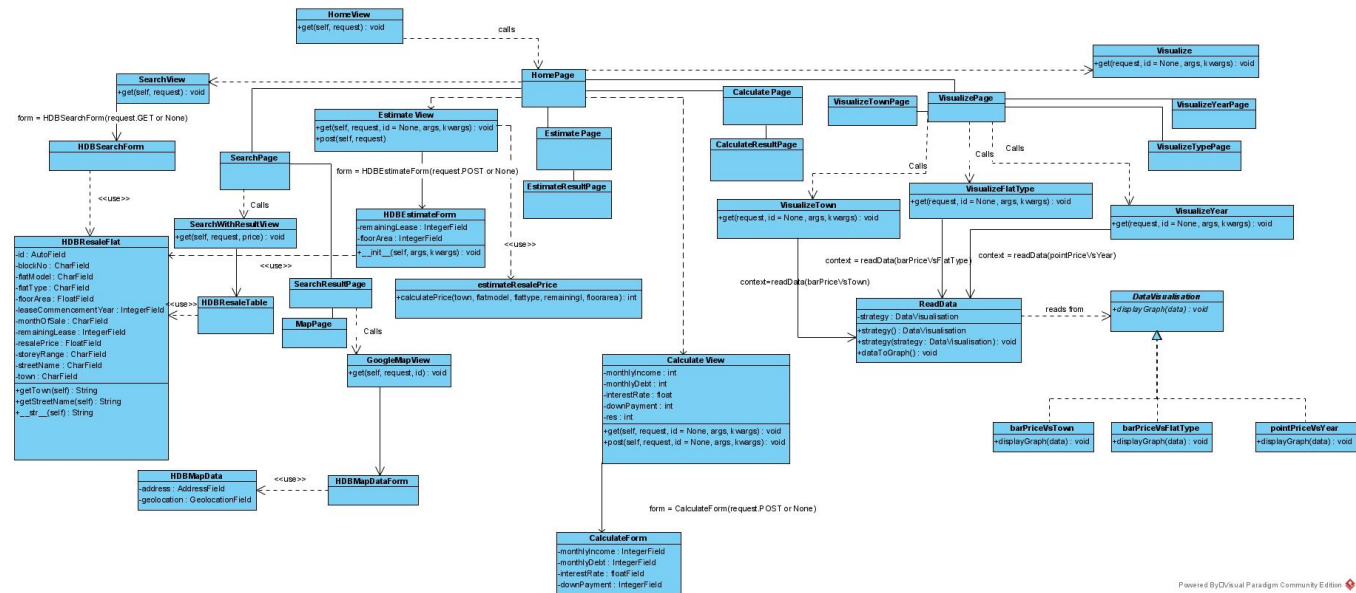 HomeView
+get(self, request) : void
calls
Visualize
+get(request, id = None, args, kwargs) : void
HomePage
SearchView
+get(self, request) : void
Calculate Page
VisualizePage
VisualizeTownPage
VisualizeYearPage
Estimate View
+get(self, request, id = None, args, kwargs) : void
+post(self, request)
form = HDBSearchForm(request.GET or None)
Estimate Page
CalculateResultPage
VisualizeTypePage
HDBSearchForm
SearchPage
Calls
Calls
Calls
form = HDBEstimateForm(request.POST or None)
EstimateResultPage
VisualizeFlatType
+get(request, id = None, args, kwargs) : void
<<use>>
Calls
VisualizeTown
+get(request, id = None, args, kwargs) : void
VisualizeYear
+get(request, id = None, args, kwargs) : void
HDBEstimateForm
-remainingLease : IntegerField
-floorArea : IntegerField
+__init__(self, args, kwargs) : void
SearchWithResultView
+get(self, request, price) : void
<<use>>
HDBResaleFlat
-id : AutoField
-blockNo : CharField
-flatModel : CharField
-flatType : CharField
-floorArea : FloatField
-leaseCommencementYear : IntegerField
-monthOfSale : CharField
-remainingLease : IntegerField
-resalePrice : FloatField
-storeyRange : CharField
-streetName : CharField
-town : CharField
+getTown(self) : String
+getStreetName(self) : String
+__str__(self) : String
<<use>>
<<use>>
HDBResaleTable
SearchResultPage
MapPage
Calls
estimateResalePrice
+calculatePrice(town, flatmodel, flattype, remainingl, floorarea) : int
context = readData(barPriceVsFlatType)
context = readData(pointPriceVsYear)
context=readData(barPriceVsTown)
ReadData
-strategy : DataVisualisation
+strategy() : DataVisualisation
+strategy(strategy : DataVisualisation) : void
+dataToGraph() : void
reads from
DataVisualisation
+displayGraph(data) : void
GoogleMapView
+get(self, request, id) : void
Calculate View
-monthlyIncome : int
-monthlyDebt : int
-interestRate : float
-downPayment : int
-res : int
+get(self, request, id = None, args, kwargs) : void
+post(self, request, id = None, args, kwargs) : void
barPriceVsTown
+displayGraph(data) : void
barPriceVsFlatType
+displayGraph(data) : void
pointPriceVsYear
+displayGraph(data) : void
HDBMapData
-address : AddressField
-geolocation : GeolocationField
<<use>>
HDBMapDataForm
form = CalculateForm(request.POST or None)
CalculateForm
-monthlyIncome : IntegerField
-monthlyDebt : IntegerField
-interestRate : floatField
-downPayment : IntegerField
Powered By Visual Paradigm Community Edition